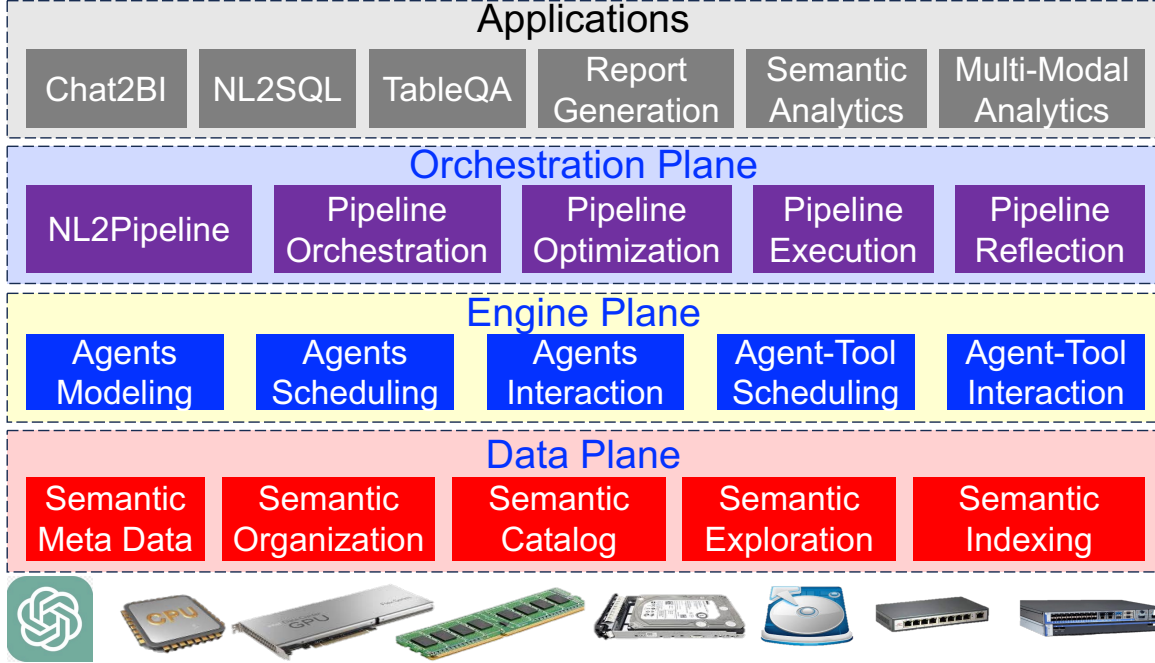 Applications
Chat2BI
NL2SQL
TableQA
Report
Generation
Semantic
Analytics
Multi-Modal
Analytics
Orchestration Plane
NL2Pipeline
Pipeline
Orchestration
Pipeline
Optimization
Pipeline
Execution
Pipeline
Reflection
Engine Plane
Agents
Modeling
Agents
Scheduling
Agents
Interaction
Agent-Tool
Scheduling
Agent-Tool
Interaction
Data Plane
Semantic
Meta Data
Semantic
Organization
Semantic
Catalog
Semantic
Exploration
Semantic
Indexing
CPU
GPU